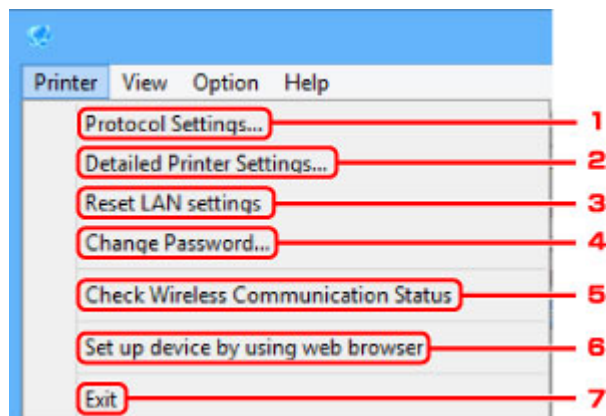 Printer View Option Help
Protocol Settings... 1
Detailed Printer Settings... 2
Reset LAN settings 3
Change Password... 4
Check Wireless Communication Status 5
Set up device by using web browser 6
Exit 7